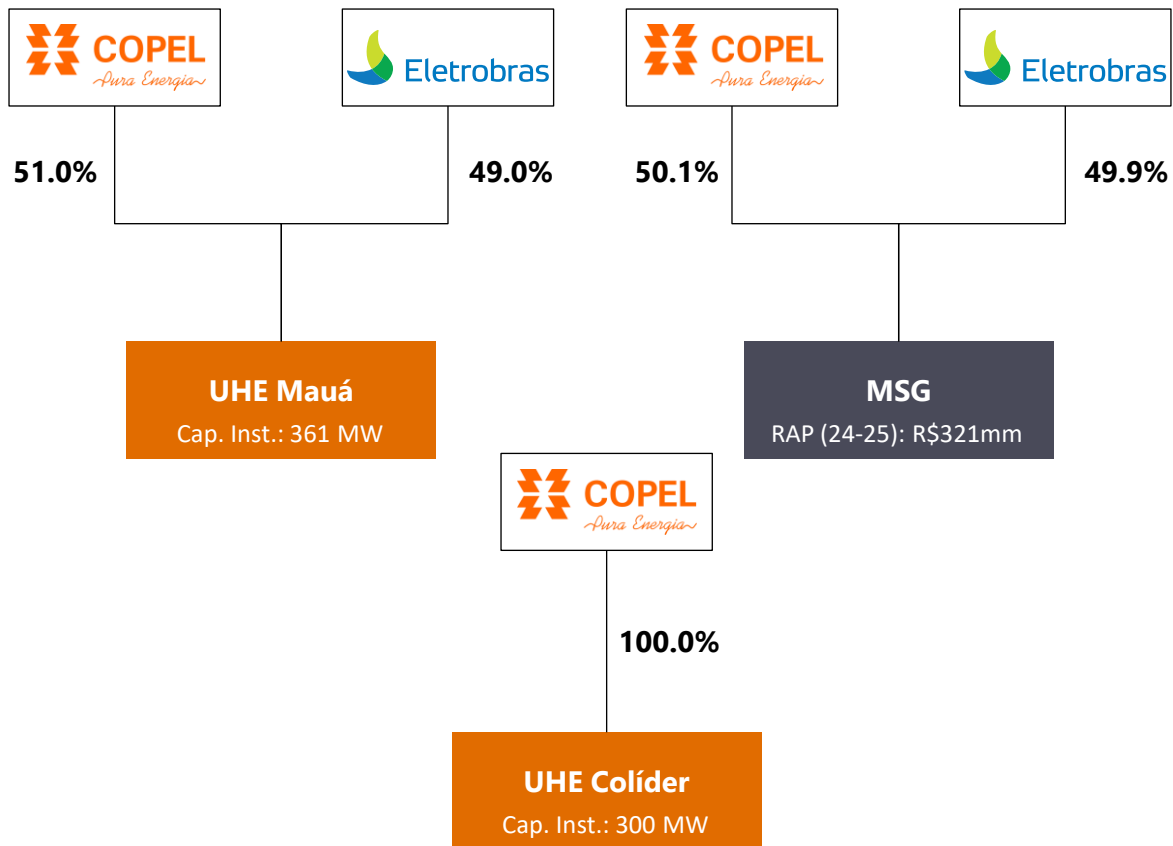 COPEL
Pura Energia
Eletrobras
COPEL
Pura Energia
Eletrobras
51.0%
49.0%
50.1%
49.9%
UHE Mauá
Cap. Inst.: 361 MW
MSG
RAP (24-25): R$321mm
COPEL
Pura Energia
100.0%
UHE Colíder
Cap. Inst.: 300 MW